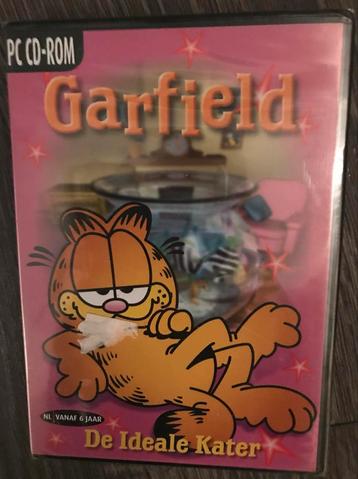 PC CD-ROM
Garfield
NL VANAF 6 JAAR
De Ideale Kater